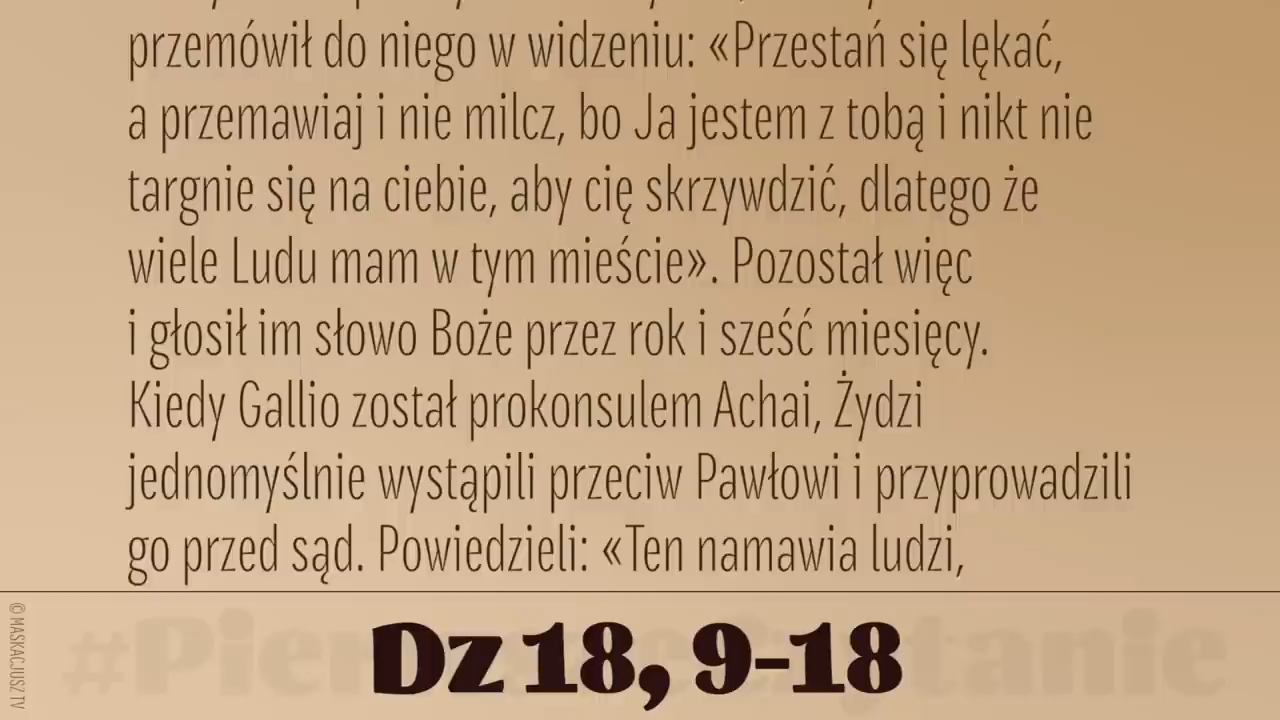 przemówił do niego w widzeniu: «Przestań się lękać,
a przemawiaj i nie milcz, bo Ja jestem z tobą i nikt nie
targnie się na ciebie, aby cię skrzywdzić, dlatego że
wiele Ludu mam w tym mieście». Pozostał więc
i głosił im słowo Boże przez rok i sześć miesięcy.
Kiedy Gallio został prokonsulem Achai, Żydzi
jednomyślnie wystąpili przeciw Pawłowi i przyprowadzili
go przed sąd. Powiedzieli: «Ten namawia ludzi,
Dz 18, 9-18
© MASKACJUSZ TV